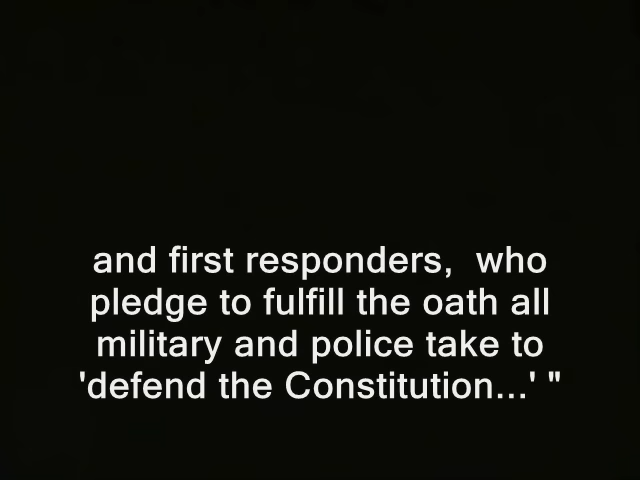 and first responders,  who
pledge to fulfill the oath all
military and police take to
'defend the Constitution...' "